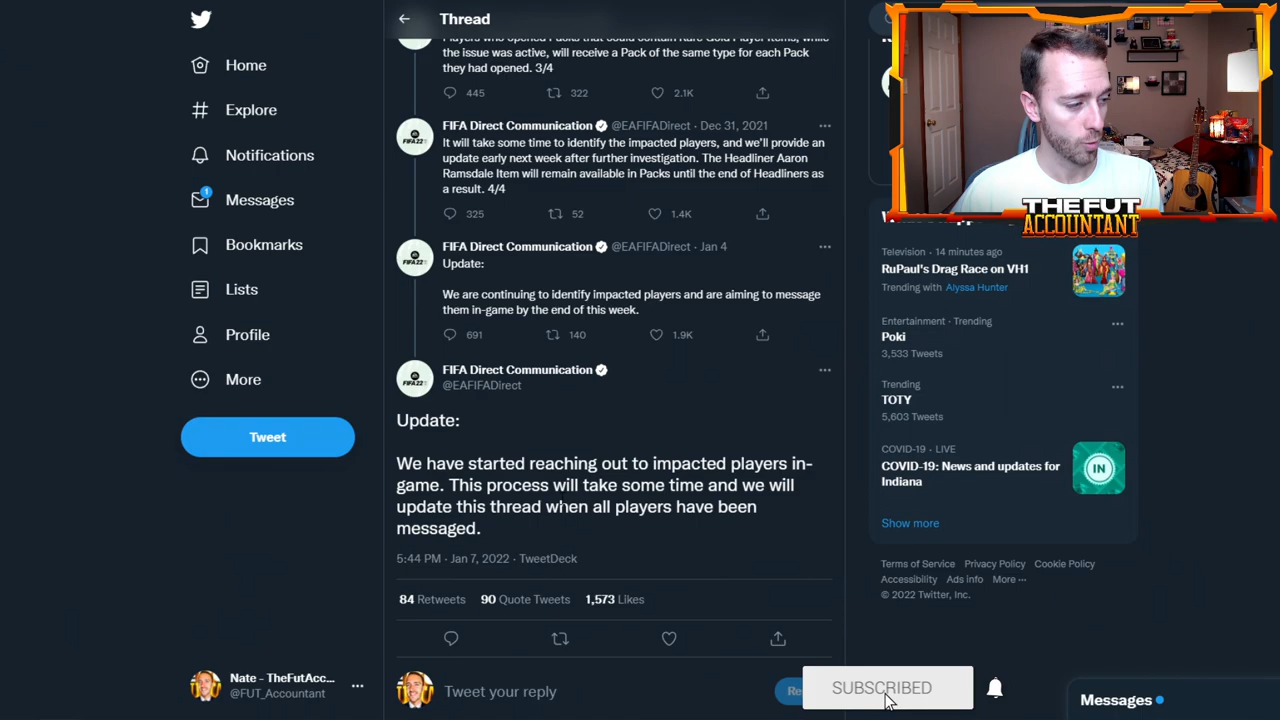 Thread
Players who opened Packs that could contain Rare Gold Player Items, while
the issue was active, will receive a Pack of the same type for each Pack
they had opened. 3/4
445 322 2.1K
FIFA Direct Communication @EAFIFADirect · Dec 31, 2021
It will take some time to identify the impacted players, and we'll provide an
update early next week after further investigation. The Headliner Aaron
Ramsdale Item will remain available in Packs until the end of Headliners as
a result. 4/4
325 52 1.4K
FIFA Direct Communication @EAFIFADirect · Jan 4
Update:
We are continuing to identify impacted players and are aiming to message
them in-game by the end of this week.
691 140 1.9K
FIFA Direct Communication
@EAFIFADirect
Update:
We have started reaching out to impacted players in-
game. This process will take some time and we will
update this thread when all players have been
messaged.
5:44 PM · Jan 7, 2022 · TweetDeck
84 Retweets 90 Quote Tweets 1,573 Likes
Tweet your reply
Home
Explore
Notifications
1
Messages
Bookmarks
Lists
Profile
More
Tweet
Nate - TheFutAcc...
@FUT_Accountant
THE FUT
ACCOUNTANT
Television · 14 minutes ago
RuPaul's Drag Race on VH1
Trending with Alyssa Hunter
Entertainment · Trending
Poki
3,533 Tweets
Trending
TOTY
5,603 Tweets
COVID-19 · LIVE
COVID-19: News and updates for
Indiana
IN
Show more
Terms of Service Privacy Policy Cookie Policy
Accessibility Ads info More ···
© 2022 Twitter, Inc.
SUBSCRIBED
Messages